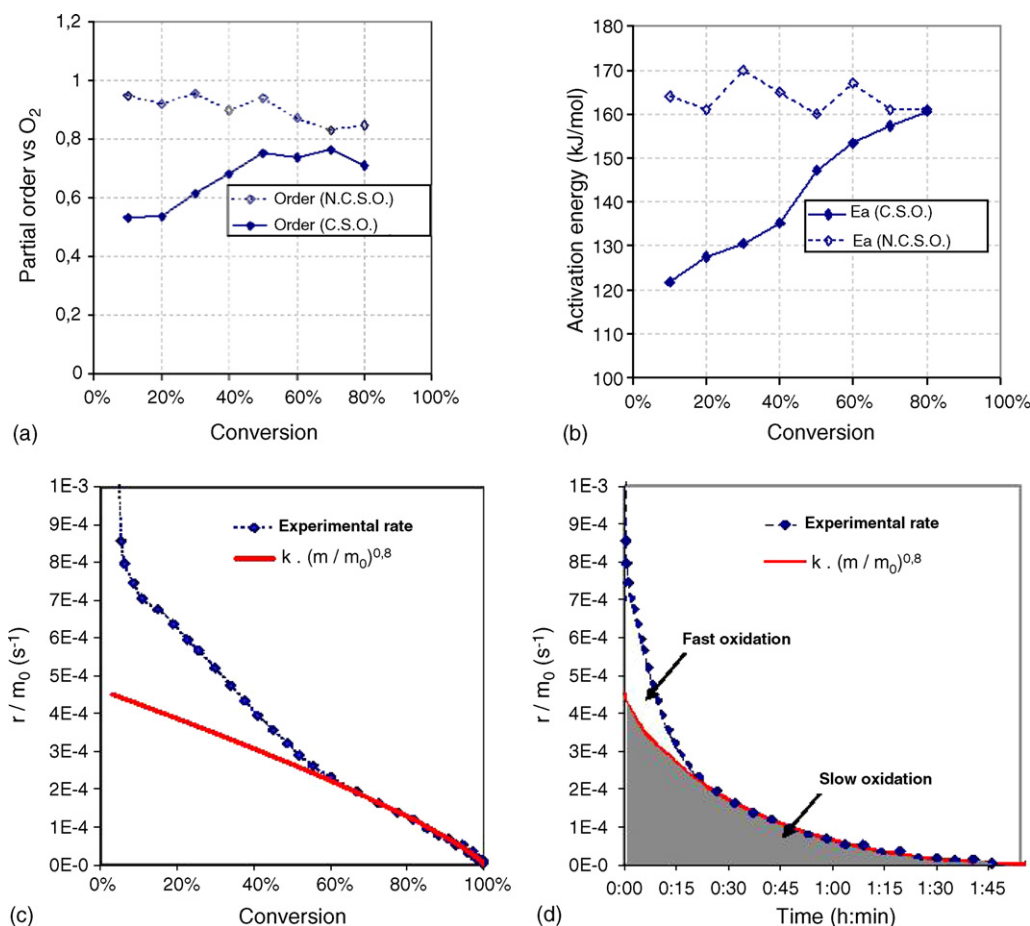 1,2
1
0,8
0,6
0,4
0,2
0
Partial order vs O2
Order (N.C.S.O.)
Order (C.S.O.)
0% 20% 40% 60% 80% 100%
Conversion
(a)
180
170
160
150
140
130
120
110
100
Activation energy (kJ/mol)
Ea (C.S.O.)
Ea (N.C.S.O.)
0% 20% 40% 60% 80% 100%
Conversion
(b)
1E-3
9E-4
8E-4
7E-4
6E-4
5E-4
4E-4
3E-4
2E-4
1E-4
0E-0
r / m0 (s-1)
Experimental rate
k . (m / m0)0,8
0% 20% 40% 60% 80% 100%
Conversion
(c)
1E-3
9E-4
8E-4
7E-4
6E-4
5E-4
4E-4
3E-4
2E-4
1E-4
0E-0
r / m0 (s-1)
Experimental rate
k . (m / m0)0,8
Fast oxidation
Slow oxidation
0:00 0:15 0:30 0:45 1:00 1:15 1:30 1:45
Time (h:min)
(d)